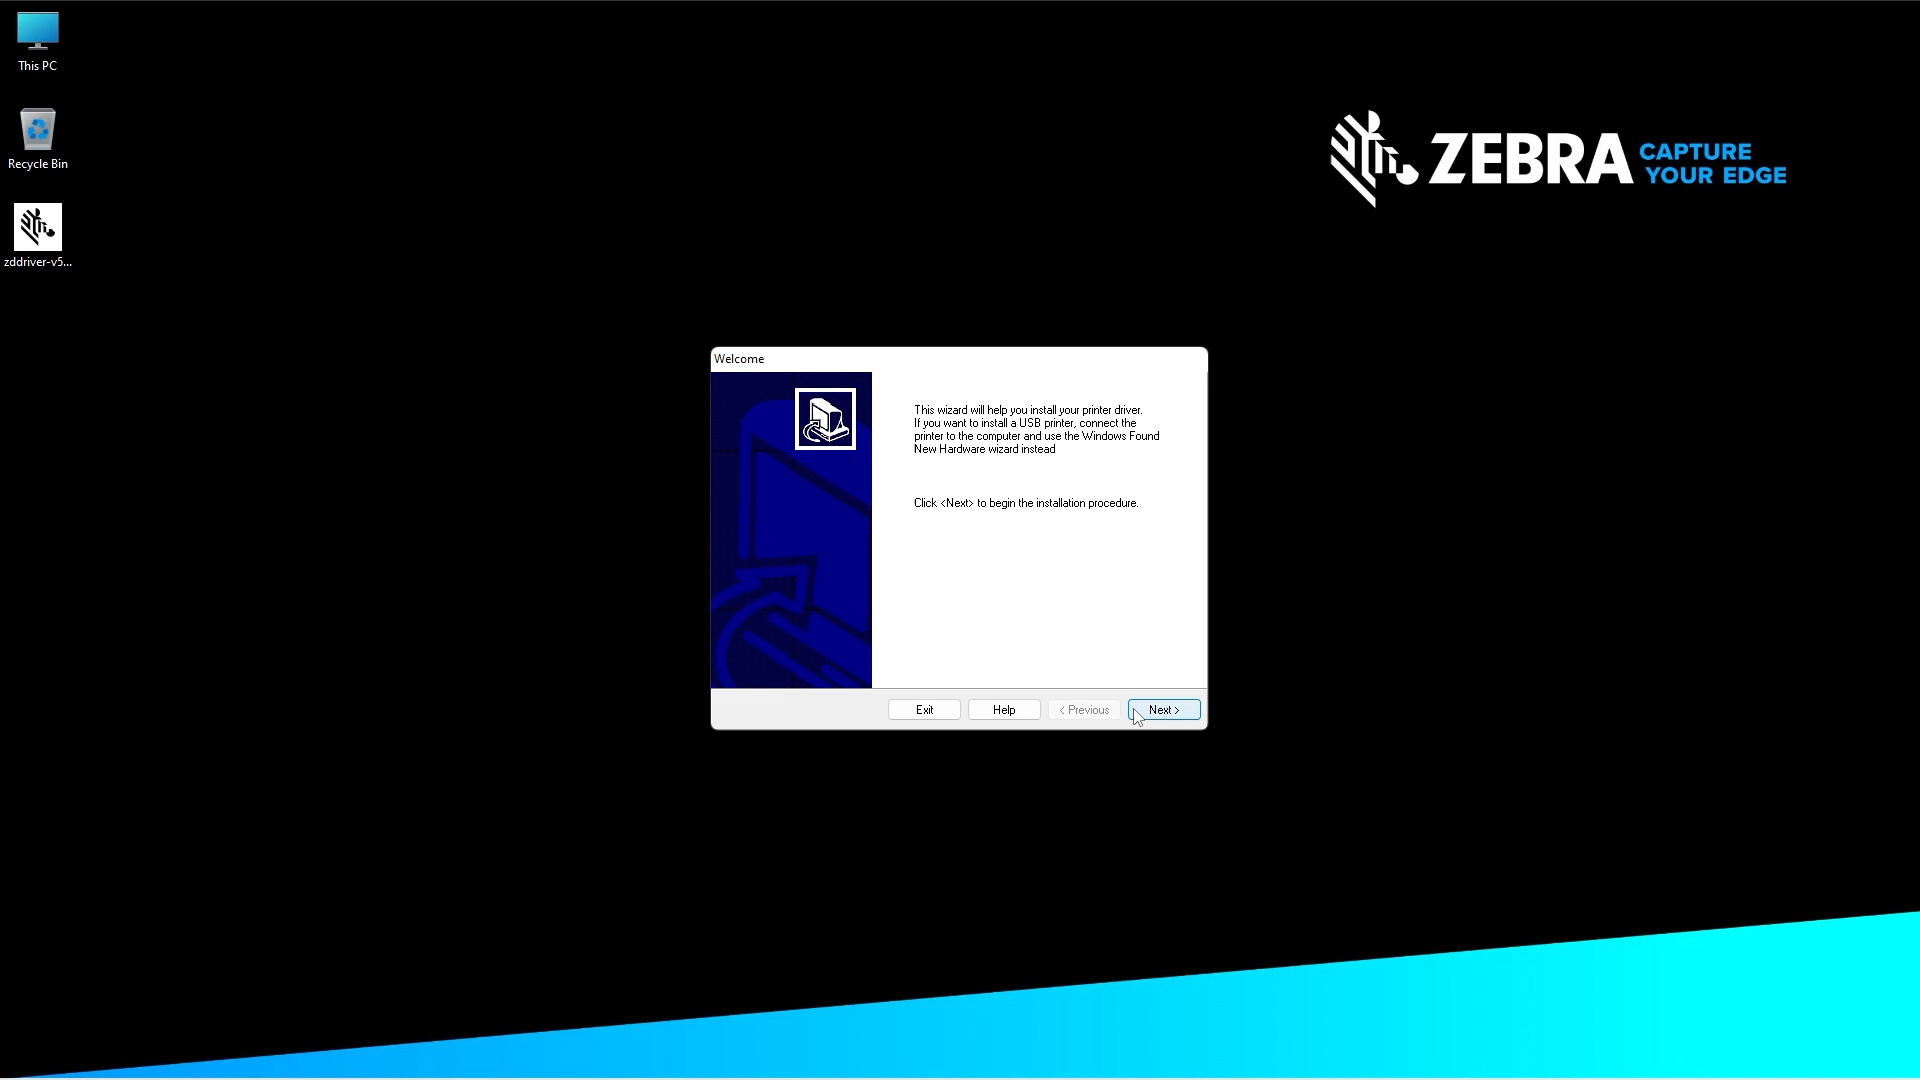 This PC
Recycle Bin
zddriver-v5...
ZEBRA CAPTURE
YOUR EDGE
Welcome
This wizard will help you install your printer driver.
If you want to install a USB printer, connect the
printer to the computer and use the Windows Found
New Hardware wizard instead
Click <Next> to begin the installation procedure.
Exit
Help
< Previous
Next >